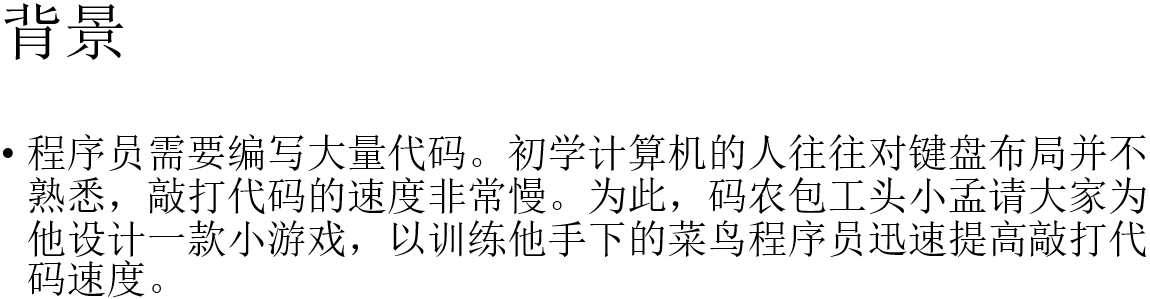 背景
• 程序员需要编写大量代码。初学计算机的人往往对键盘布局并不
熟悉，敲打代码的速度非常慢。为此，码农包工头小孟请大家为
他设计一款小游戏，以训练他手下的菜鸟程序员迅速提高敲打代
码速度。